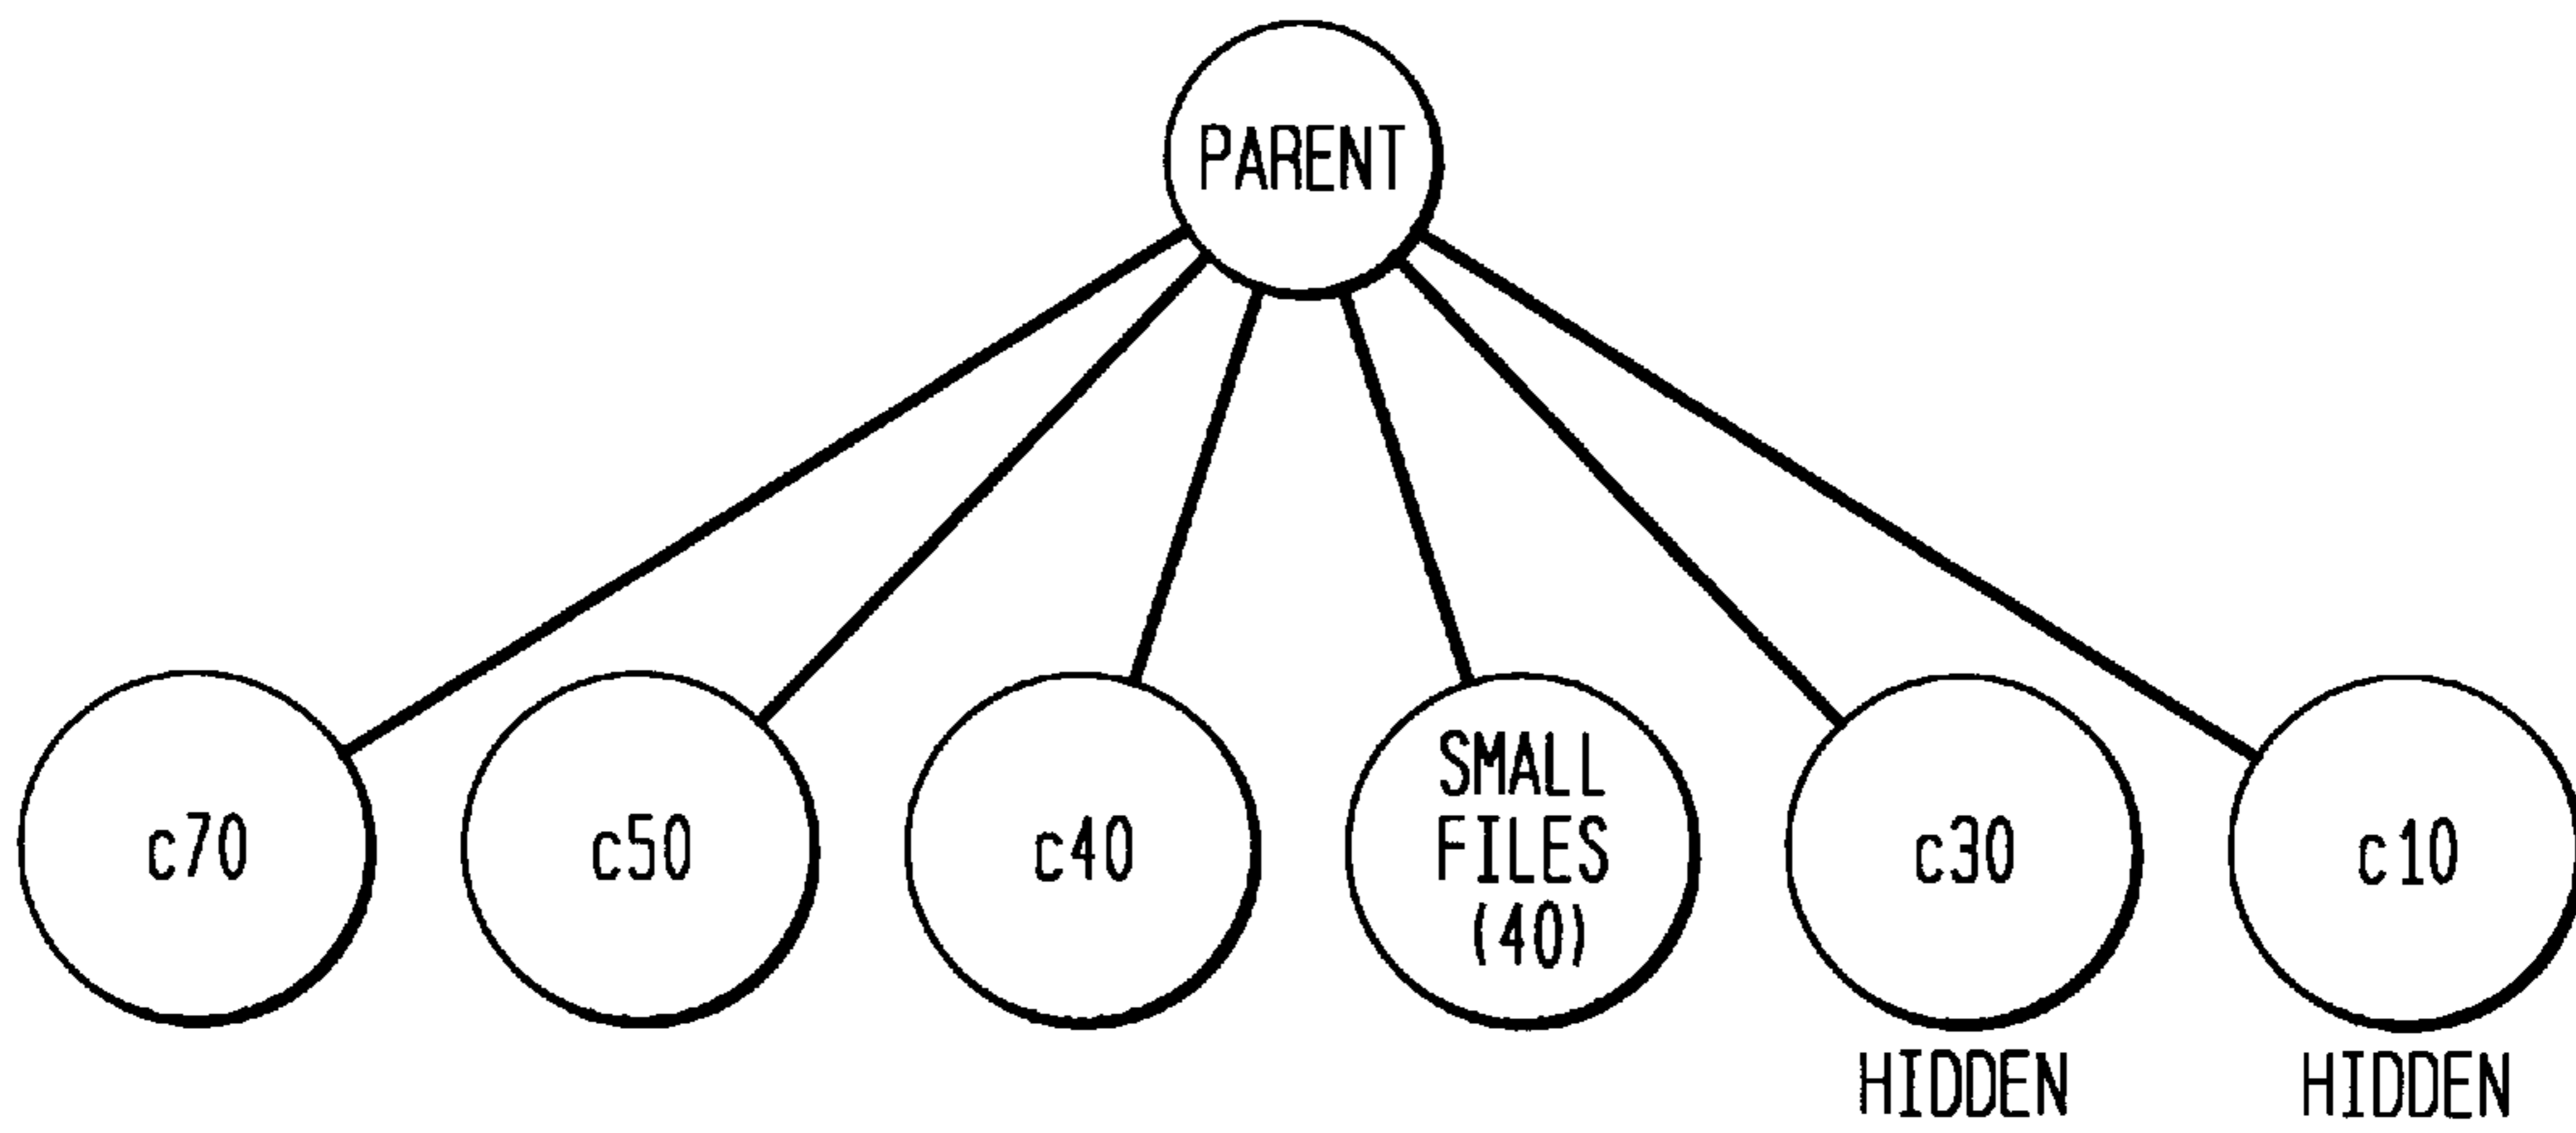 PARENT
c70
c50
c40
SMALL
FILES
(40)
c30
c10
HIDDEN
HIDDEN